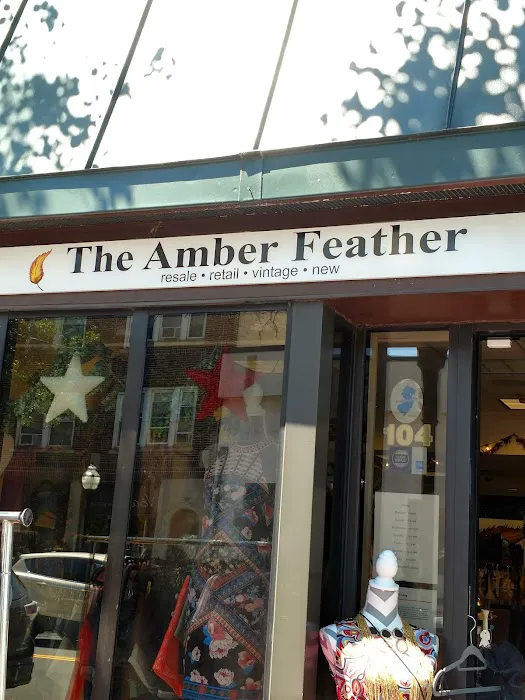 The Amber Feather
resale • retail • vintage • new
104